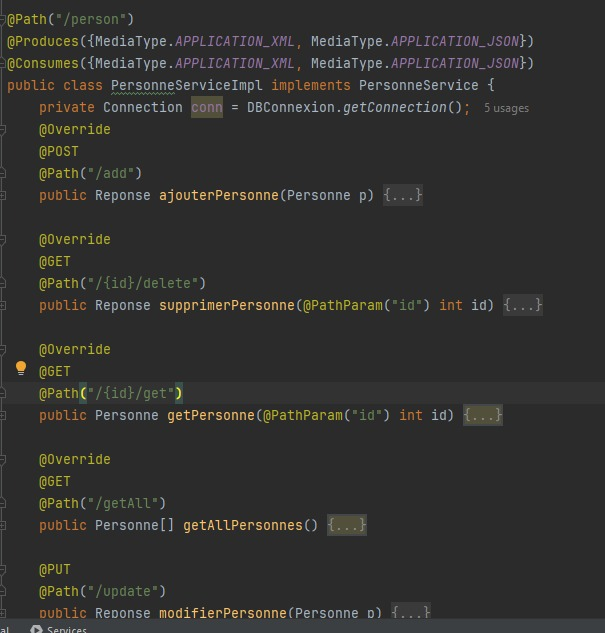 @Path("/person")
@Produces({MediaType.APPLICATION_XML, MediaType.APPLICATION_JSON})
@Consumes({MediaType.APPLICATION_XML, MediaType.APPLICATION_JSON})
public class PersonneServiceImpl implements PersonneService {
private Connection conn = DBConnexion.getConnection(); 5 usages
@Override
@POST
@Path("/add")
public Reponse ajouterPersonne(Personne p) {...}
@Override
@GET
@Path("/{id}/delete")
public Reponse supprimerPersonne(@PathParam("id") int id) {...}
@Override
@GET
@Path("/{id}/get")
public Personne getPersonne(@PathParam("id") int id) {...}
@Override
@GET
@Path("/getAll")
public Personne[] getAllPersonnes() {...}
@PUT
@Path("/update")
public Reponse modifierPersonne(Personne p) {...}
Services